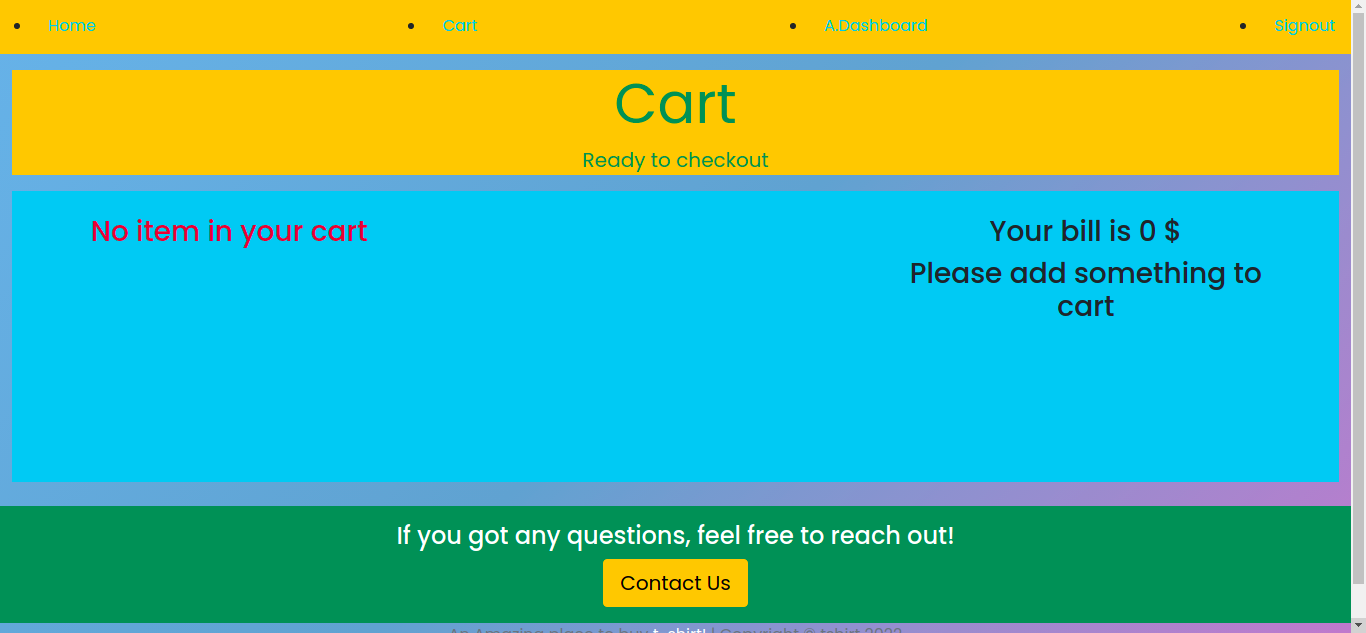 Home Cart A.Dashboard Signout
Cart
Ready to checkout
No item in your cart
Your bill is 0 $
Please add something to
cart
If you got any questions, feel free to reach out!
Contact Us
An Amazing place to buy t-shirt! | Copyright © tshirt 2022